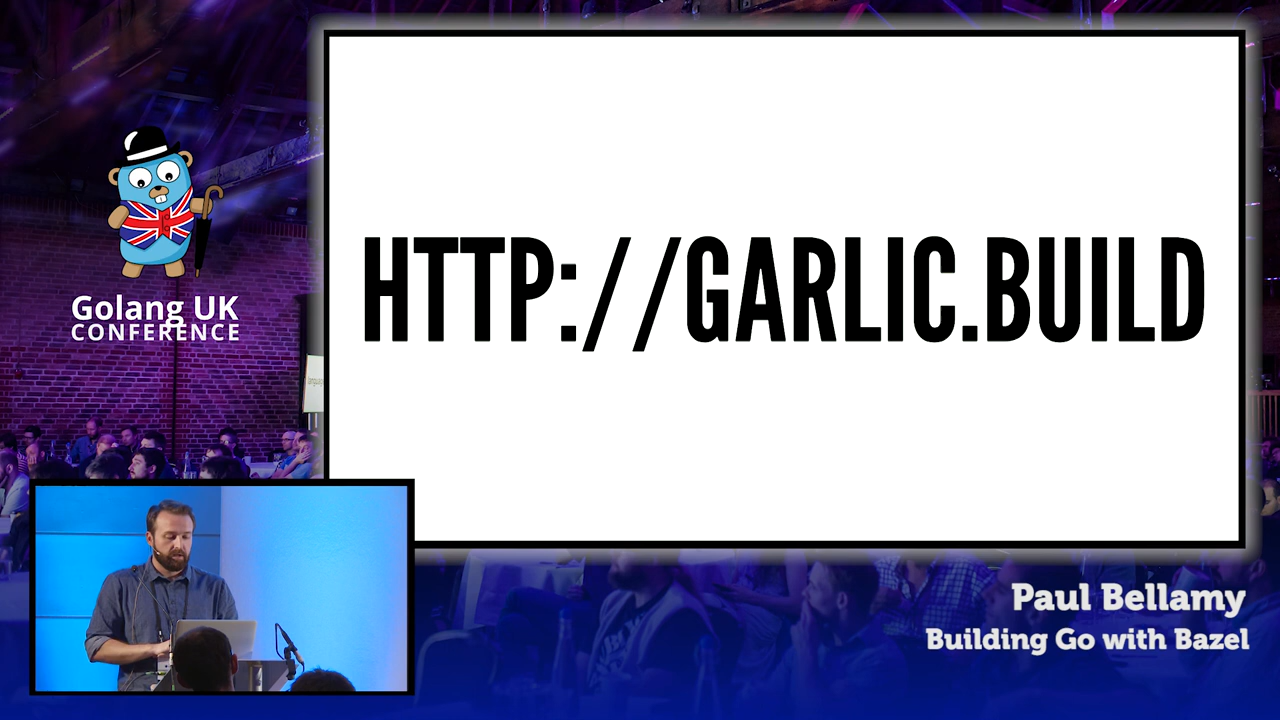 Golang UK
CONFERENCE
HTTP://GARLIC.BUILD
Paul Bellamy
Building Go with Bazel